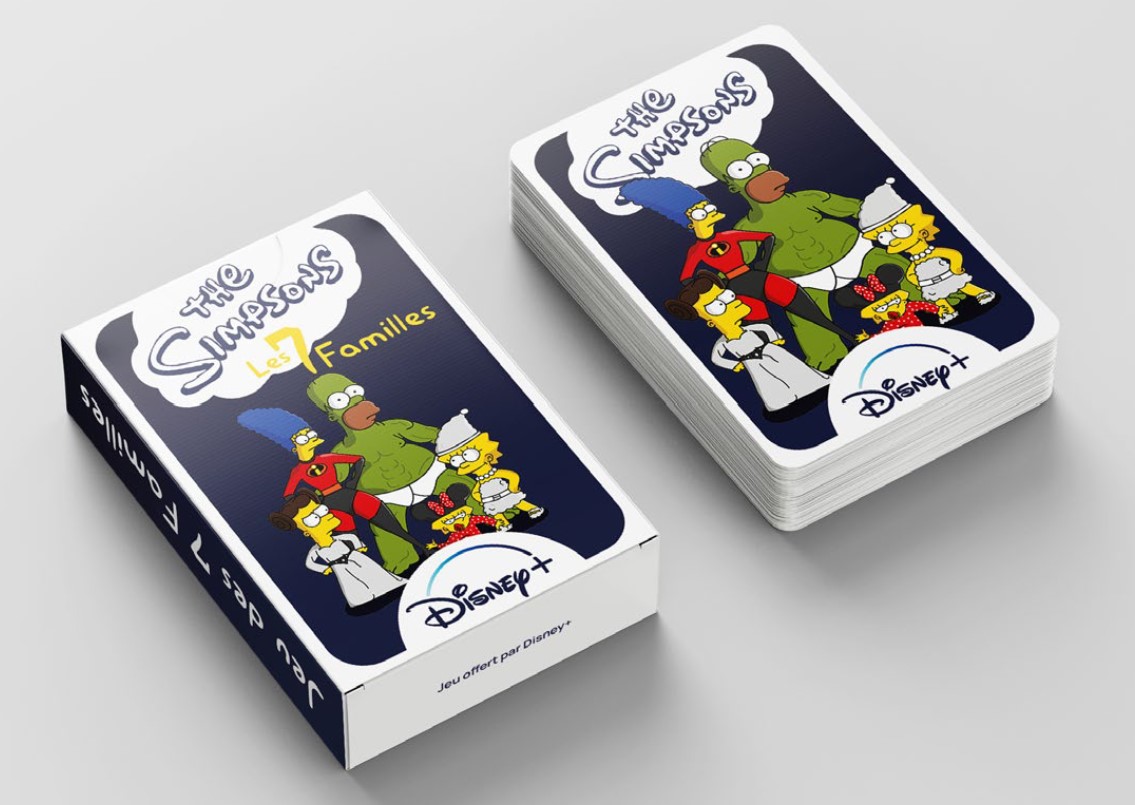 the
Simpsons
Les 7 Familles
Disney+
Jeu offert par Disney+
Jeu des 7 Familles
the
Simpsons
Disney+